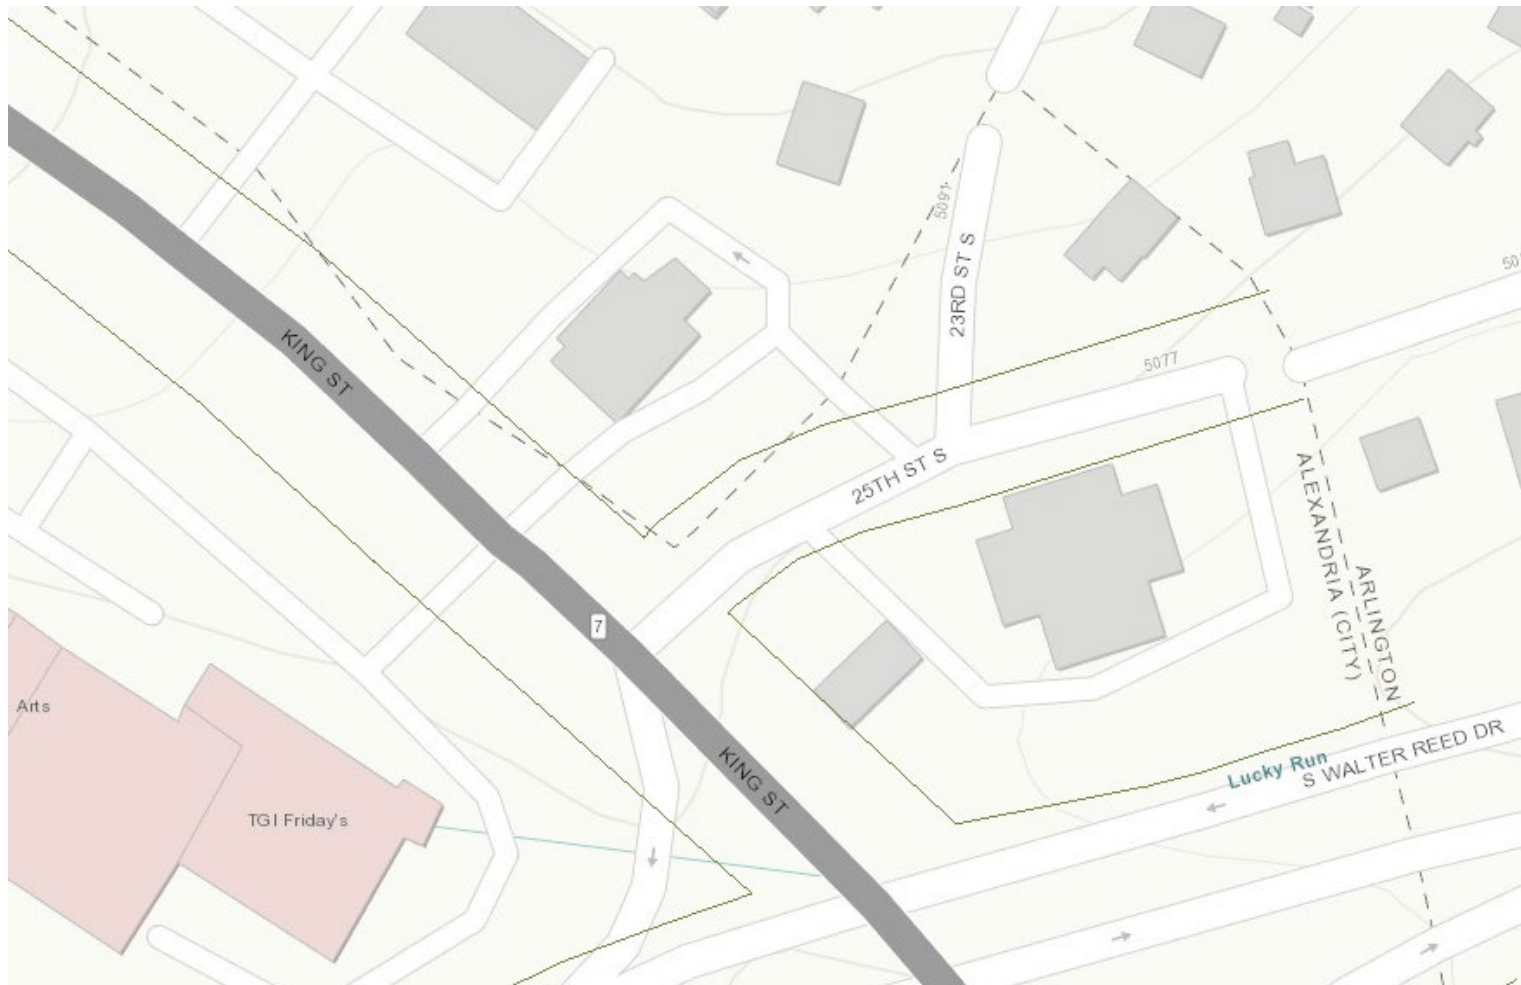 5091
23RD ST S
KING ST
5077
25TH ST S
ALEXANDRIA (CITY)
ARLINGTON
7
Arts
KING ST
Lucky Run
S WALTER REED DR
TGI Friday's